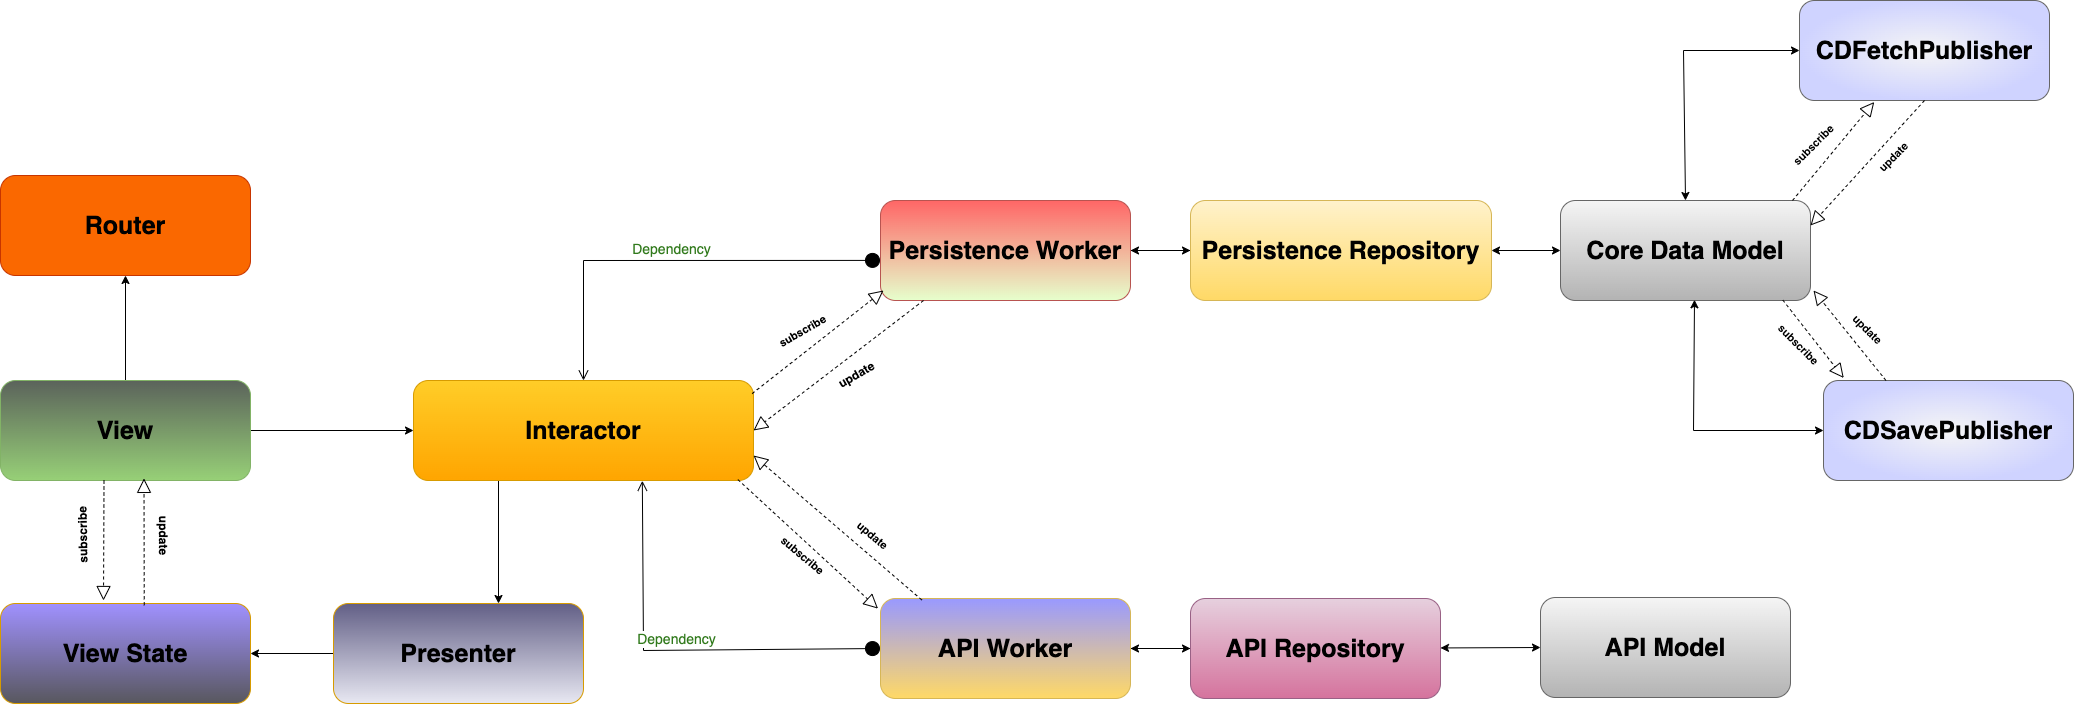 CDFetchPublisher
subscribe
update
Router
Dependency
Persistence Worker
Persistence Repository
Core Data Model
subscribe
update
subscribe
update
View
Interactor
CDSavePublisher
subscribe
update
subscribe
update
View State
Presenter
Dependency
API Worker
API Repository
API Model